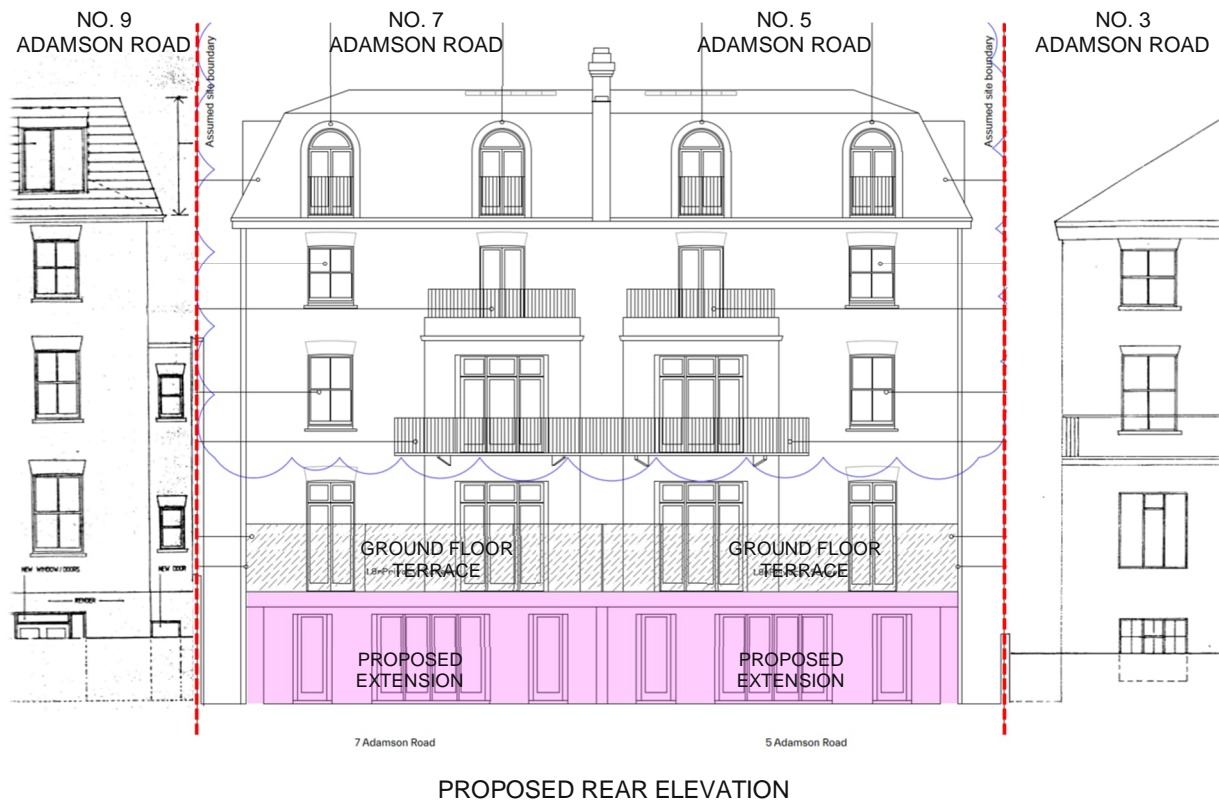 NO. 9
ADAMSON ROAD
NO. 7
ADAMSON ROAD
NO. 5
ADAMSON ROAD
NO. 3
ADAMSON ROAD
Assumed site boundary
Assumed site boundary
GROUND FLOOR
TERRACE
GROUND FLOOR
TERRACE
NEW WINDOW/DOORS
NEW DOOR
RENDER
PROPOSED
EXTENSION
PROPOSED
EXTENSION
7 Adamson Road
5 Adamson Road
PROPOSED REAR ELEVATION